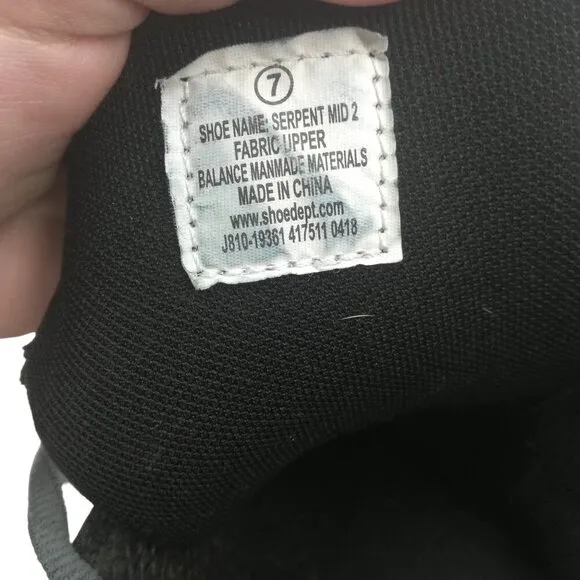 7
SHOE NAME: SERPENT MID 2
FABRIC UPPER
BALANCE MANMADE MATERIALS
MADE IN CHINA
www.shoedept.com
J810-19361 417511 0418